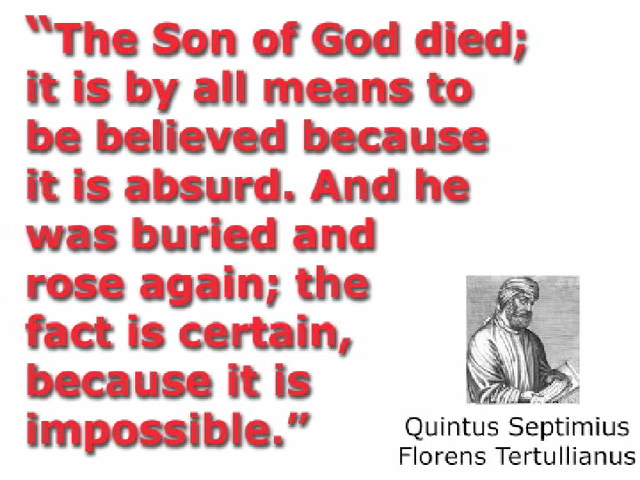 “The Son of God died;
it is by all means to
be believed because
it is absurd. And he
was buried and
rose again; the
fact is certain,
because it is
impossible.”
Quintus Septimius
Florens Tertullianus